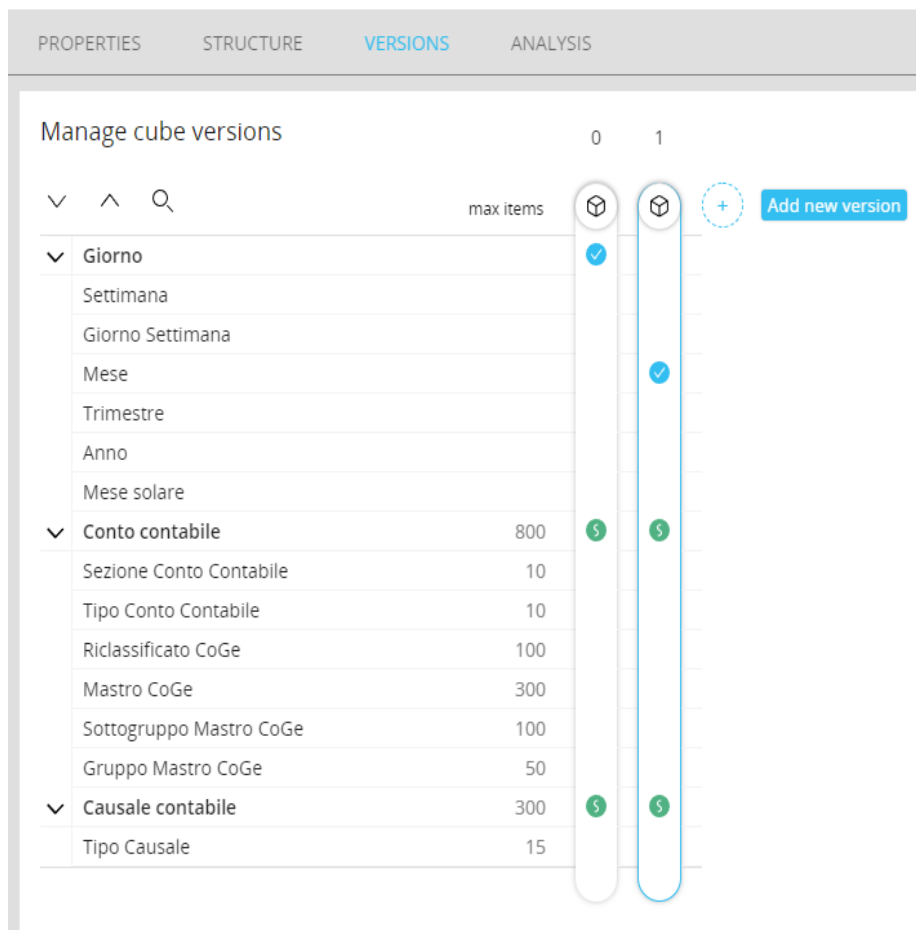 PROPERTIES STRUCTURE VERSIONS ANALYSIS
Manage cube versions 0 1
max items + Add new version
Giorno
Settimana
Giorno Settimana
Mese
Trimestre
Anno
Mese solare
Conto contabile 800 S S
Sezione Conto Contabile 10
Tipo Conto Contabile 10
Riclassificato CoGe 100
Mastro CoGe 300
Sottogruppo Mastro CoGe 100
Gruppo Mastro CoGe 50
Causale contabile 300 S S
Tipo Causale 15